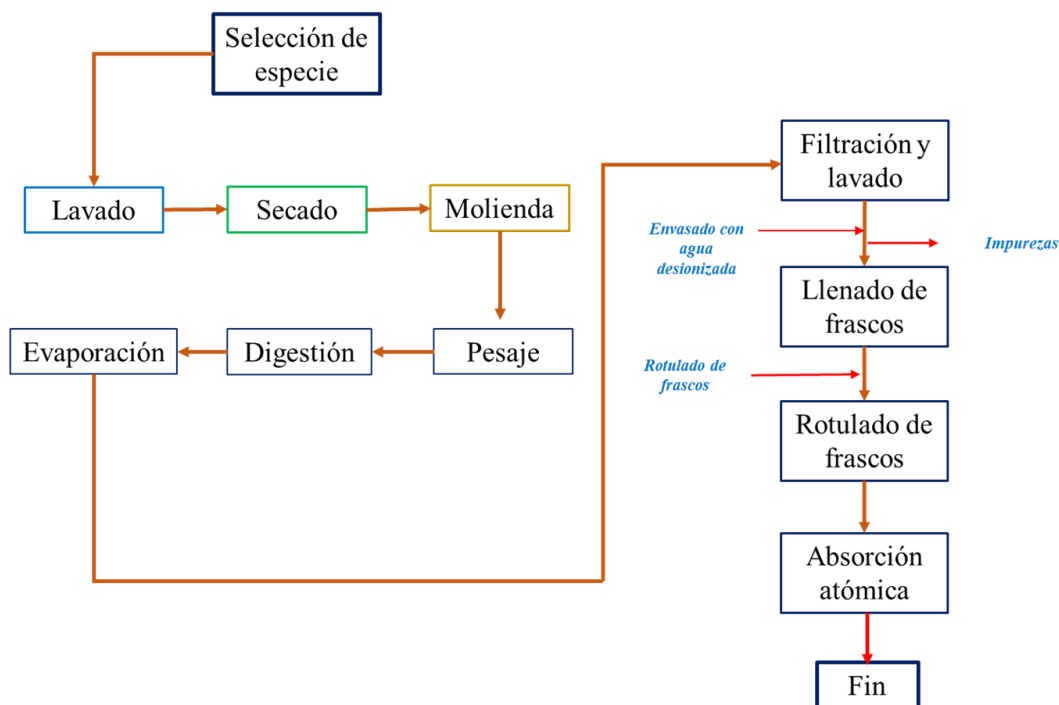 Selección de
especie
Lavado
Secado
Molienda
Pesaje
Digestión
Evaporación
Filtración y
lavado
Envasado con
agua
desionizada
Impurezas
Llenado de
frascos
Rotulado de
frascos
Rotulado de
frascos
Absorción
atómica
Fin